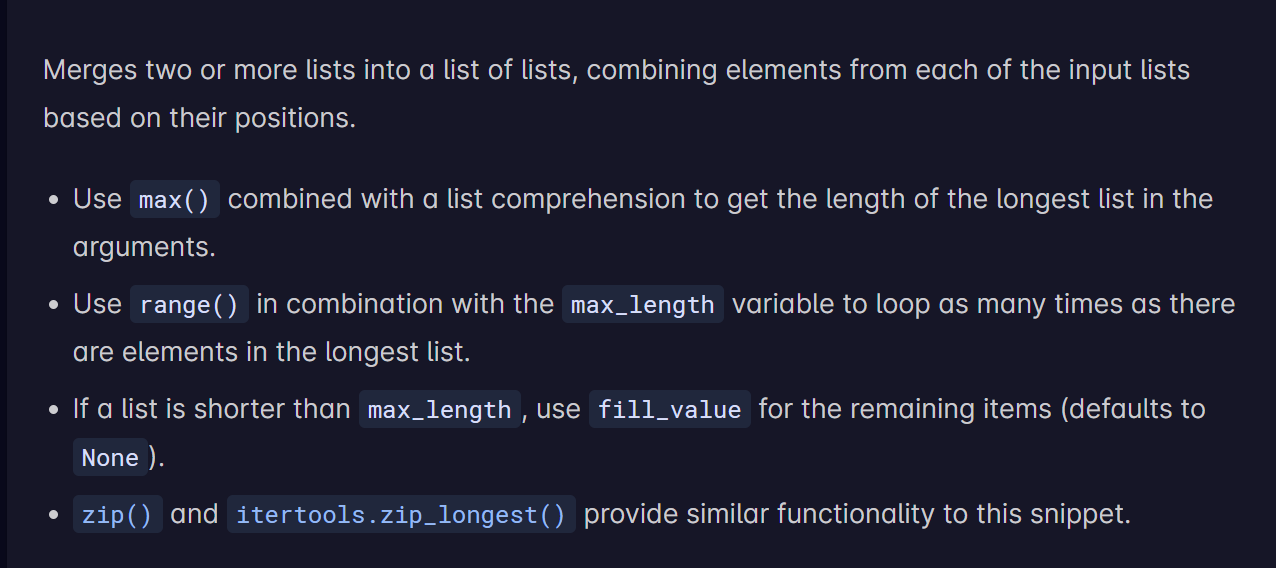 Merges two or more lists into a list of lists, combining elements from each of the input lists
based on their positions.
• Use max() combined with a list comprehension to get the length of the longest list in the
arguments.
• Use range() in combination with the max_length variable to loop as many times as there
are elements in the longest list.
• If a list is shorter than max_length, use fill_value for the remaining items (defaults to
None).
• zip() and itertools.zip_longest() provide similar functionality to this snippet.